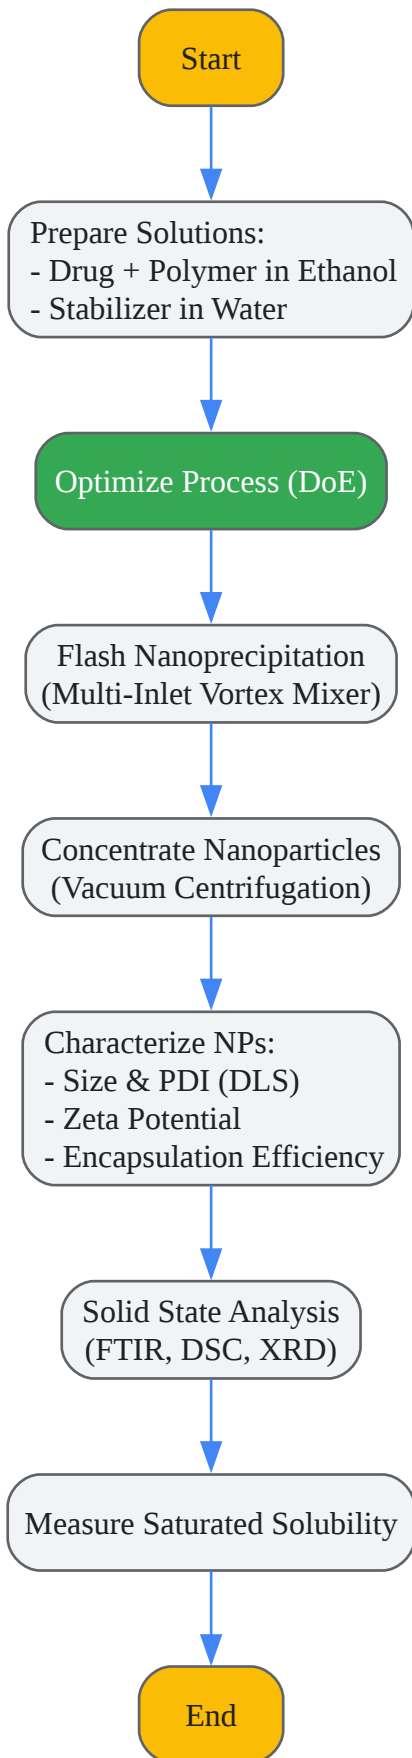 Start
Prepare Solutions:
- Drug + Polymer in Ethanol
- Stabilizer in Water
Optimize Process (DoE)
Flash Nanoprecipitation
(Multi-Inlet Vortex Mixer)
Concentrate Nanoparticles
(Vacuum Centrifugation)
Characterize NPs:
- Size & PDI (DLS)
- Zeta Potential
- Encapsulation Efficiency
Solid State Analysis
(FTIR, DSC, XRD)
Measure Saturated Solubility
End